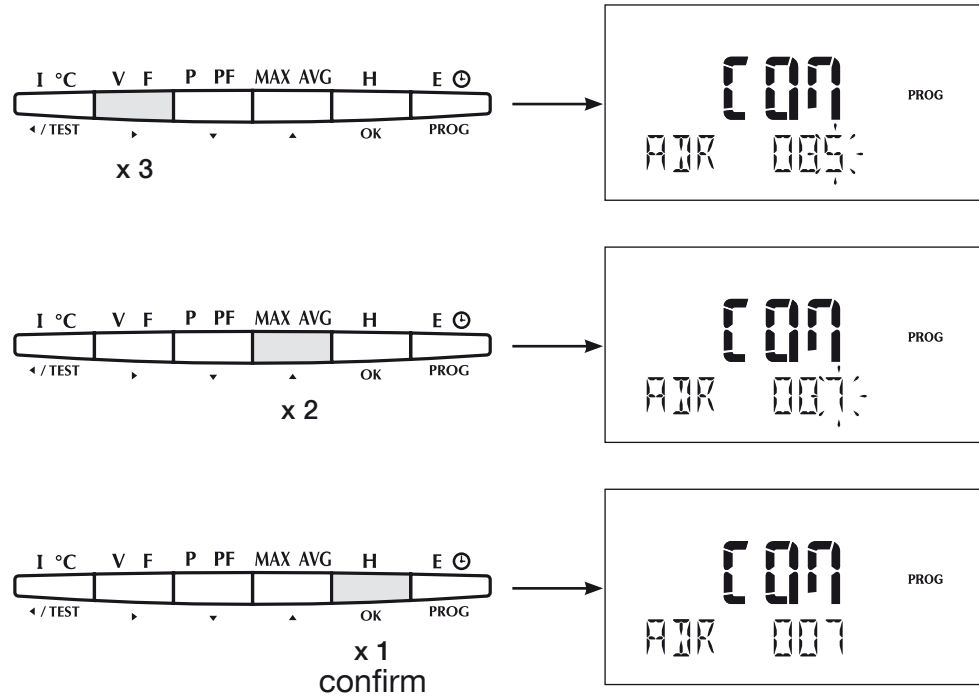 I °C V F P PF MAX AVG H E
◂ / TEST ▸ ▾ ▴ OK PROG
x 3
COM
PROG
ADR 005
I °C V F P PF MAX AVG H E
◂ / TEST ▸ ▾ ▴ OK PROG
x 2
COM
PROG
ADR 007
I °C V F P PF MAX AVG H E
◂ / TEST ▸ ▾ ▴ OK PROG
x 1
confirm
COM
PROG
ADR 007